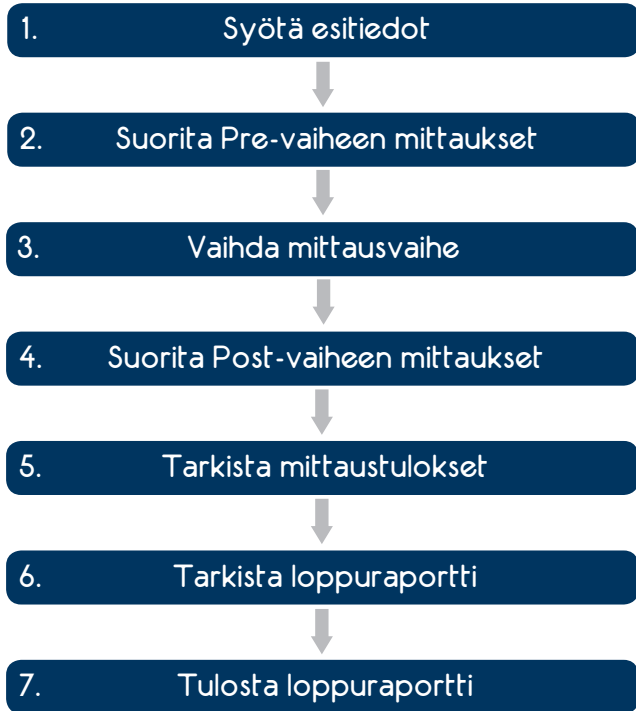 1. Syötä esitiedot
2. Suorita Pre-vaiheen mittaukset
3. Vaihda mittausvaihe
4. Suorita Post-vaiheen mittaukset
5. Tarkista mittaustulokset
6. Tarkista loppuraportti
7. Tulosta loppuraportti